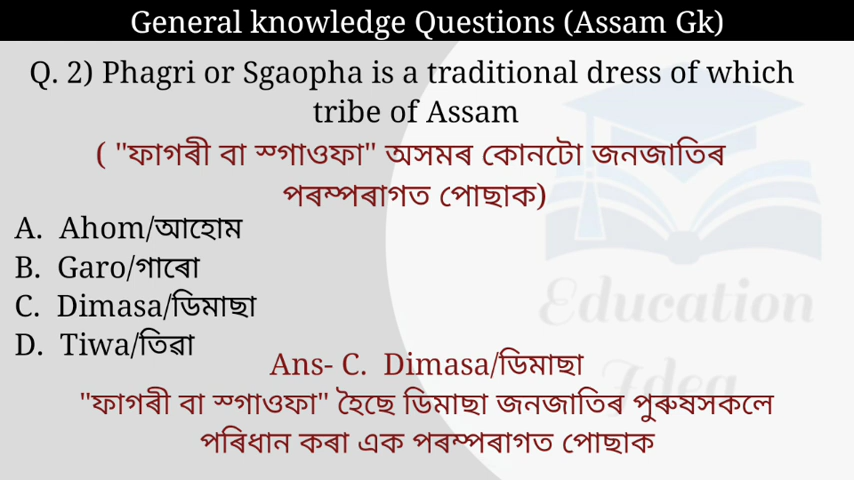 General knowledge Questions (Assam Gk)
Q. 2) Phagri or Sgaopha is a traditional dress of which
tribe of Assam
( "ফাগৰী বা স্গাওফা" অসমৰ কোনটো জনজাতিৰ
পৰম্পৰাগত পোছাক)
A. Ahom/আহোম
B. Garo/গাৰো
C. Dimasa/ডিমাছা
D. Tiwa/তিৱা
Education
Idea
Ans- C. Dimasa/ডিমাছা
"ফাগৰী বা স্গাওফা" হৈছে ডিমাছা জনজাতিৰ পুৰুষসকলে
পৰিধান কৰা এক পৰম্পৰাগত পোছাক